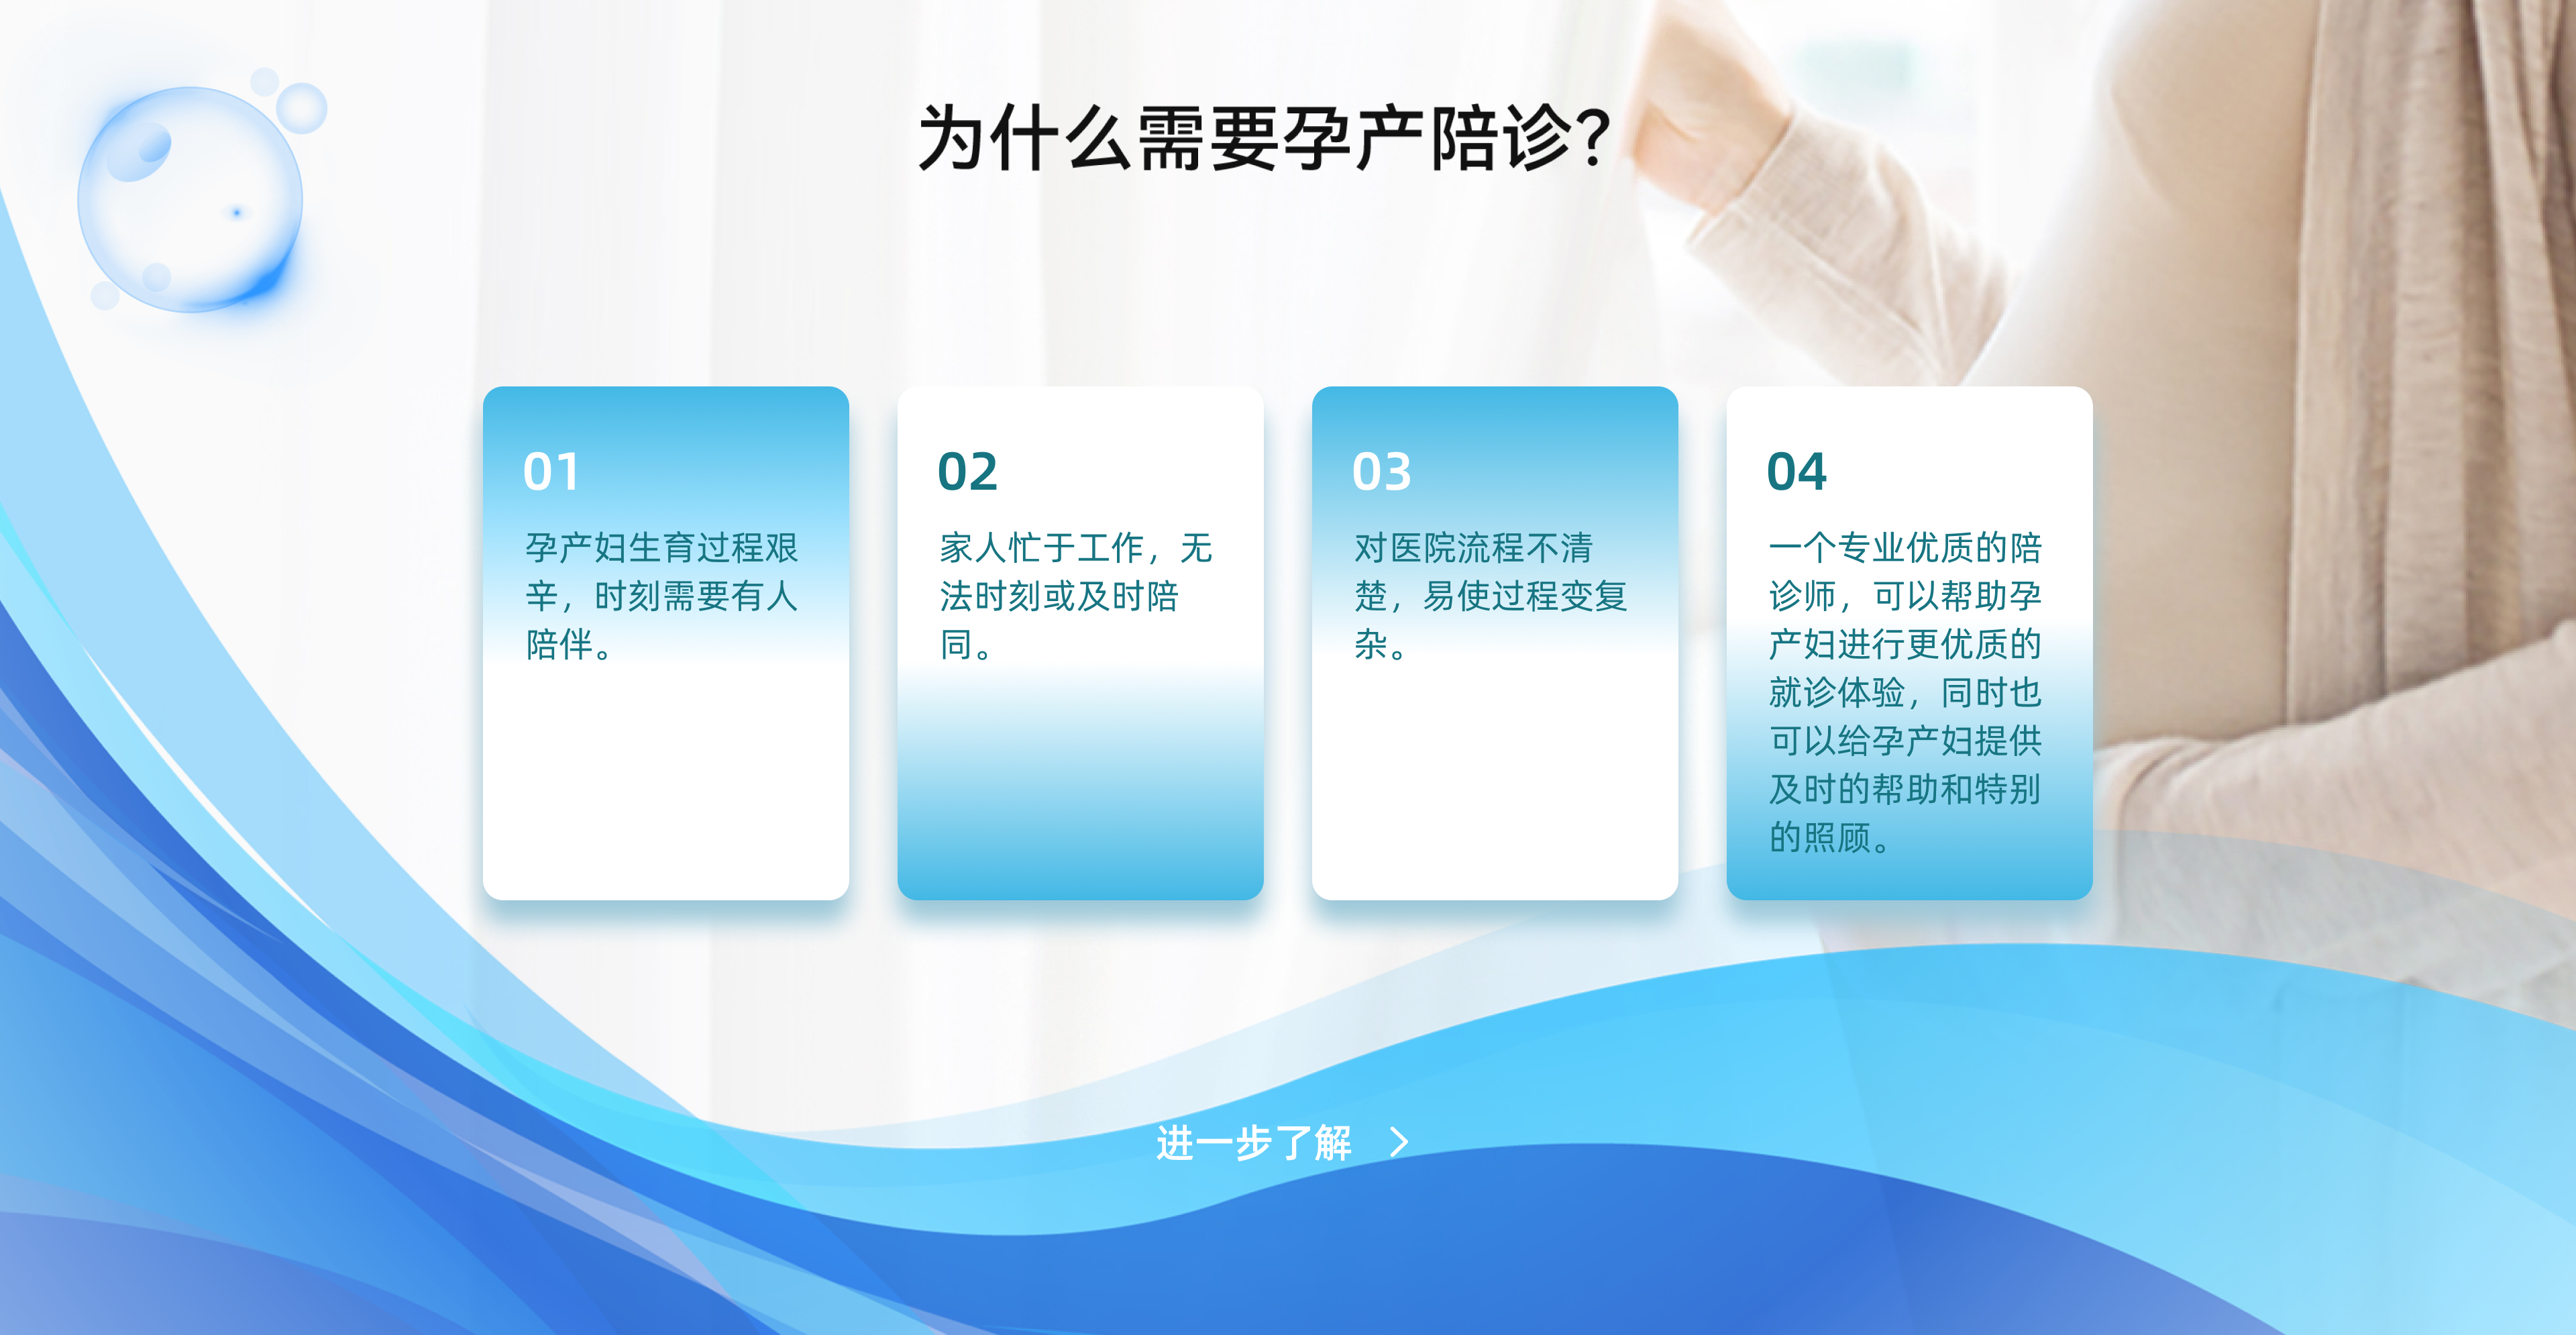 为什么需要孕产陪诊？
01
孕产妇生育过程艰
辛，时刻需要有人
陪伴。
02
家人忙于工作，无
法时刻或及时陪
同。
03
对医院流程不清
楚，易使过程变复
杂。
04
一个专业优质的陪
诊师，可以帮助孕
产妇进行更优质的
就诊体验，同时也
可以给孕产妇提供
及时的帮助和特别
的照顾。
进一步了解 >